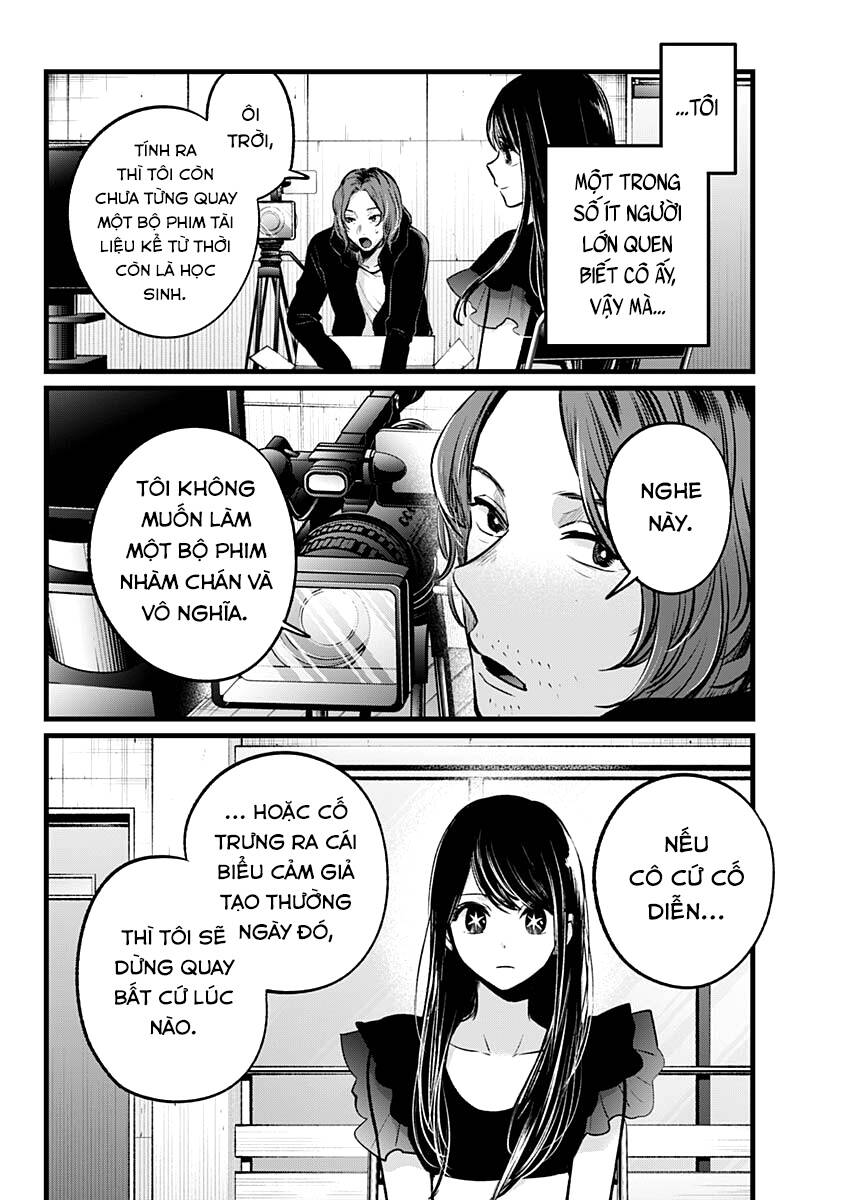 ...TÔI
MỘT TRONG
SỐ ÍT NGƯỜI
LỚN QUEN
BIẾT CÔ ẤY,
VẬY MÀ...
ÔI
TRỜI,
TÍNH RA
THÌ TÔI CÒN
CHƯA TỪNG QUAY
MỘT BỘ PHIM TÀI
LIỆU KỂ TỪ THỜI
CÒN LÀ HỌC
SINH.
NGHE
NÀY.
TÔI KHÔNG
MUỐN LÀM
MỘT BỘ PHIM
NHÀM CHÁN VÀ
VÔ NGHĨA.
NẾU
CÔ CỨ CỐ
DIỄN...
... HOẶC CỐ
TRƯNG RA CÁI
BIỂU CẢM GIẢ
TẠO THƯỜNG
NGÀY ĐÓ,
THÌ TÔI SẼ
DỪNG QUAY
BẤT CỨ LÚC
NÀO.